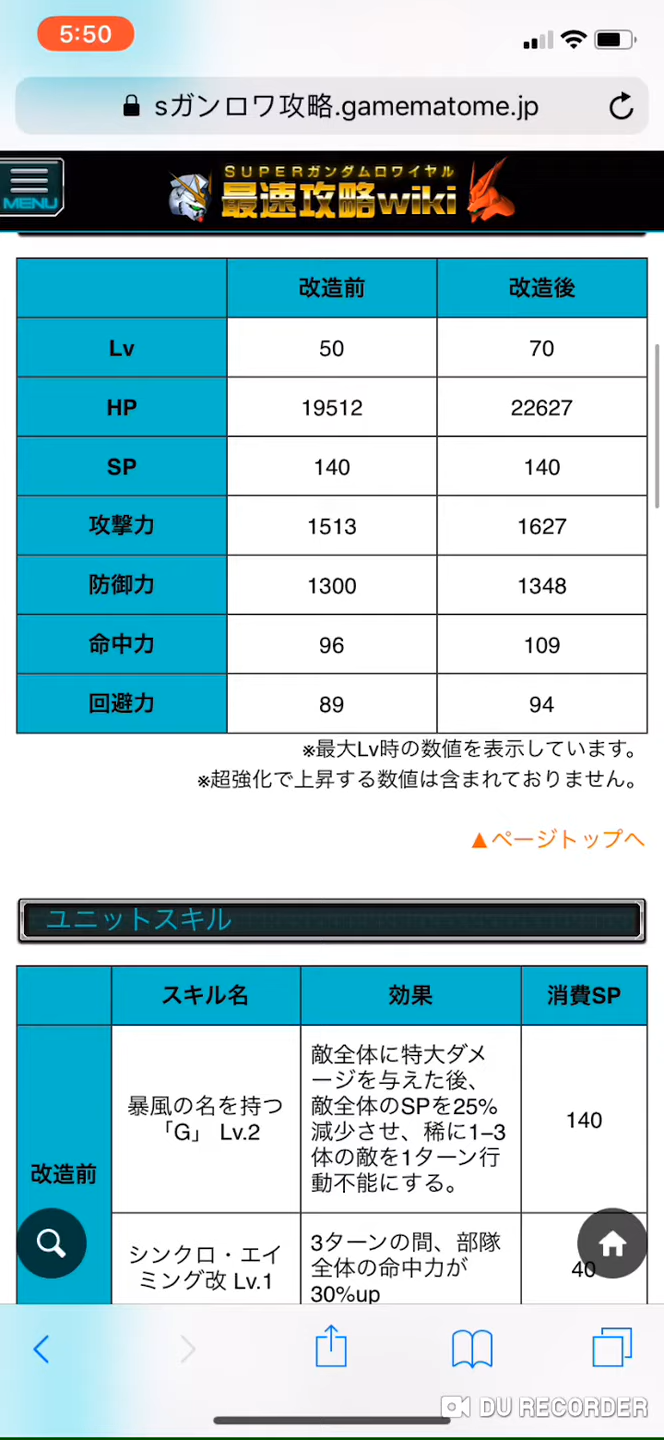 5:50
sガンロワ攻略.gamematome.jp
MENU
SUPERガンダムロワイヤル
最速攻略wiki
改造前 改造後
Lv 50 70
HP 19512 22627
SP 140 140
攻撃力 1513 1627
防御力 1300 1348
命中力 96 109
回避力 89 94
※最大Lv時の数値を表示しています。
※超強化で上昇する数値は含まれておりません。
▲ページトップへ
ユニットスキル
スキル名 効果 消費SP
改造前
暴風の名を持つ
「G」 Lv.2
敵全体に特大ダメ
ージを与えた後、
敵全体のSPを25%
減少させ、稀に1–3
体の敵を1ターン行
動不能にする。
140
シンクロ・エイ
ミング改 Lv.1
3ターンの間、部隊
全体の命中力が
30%up
40
DU RECORDER